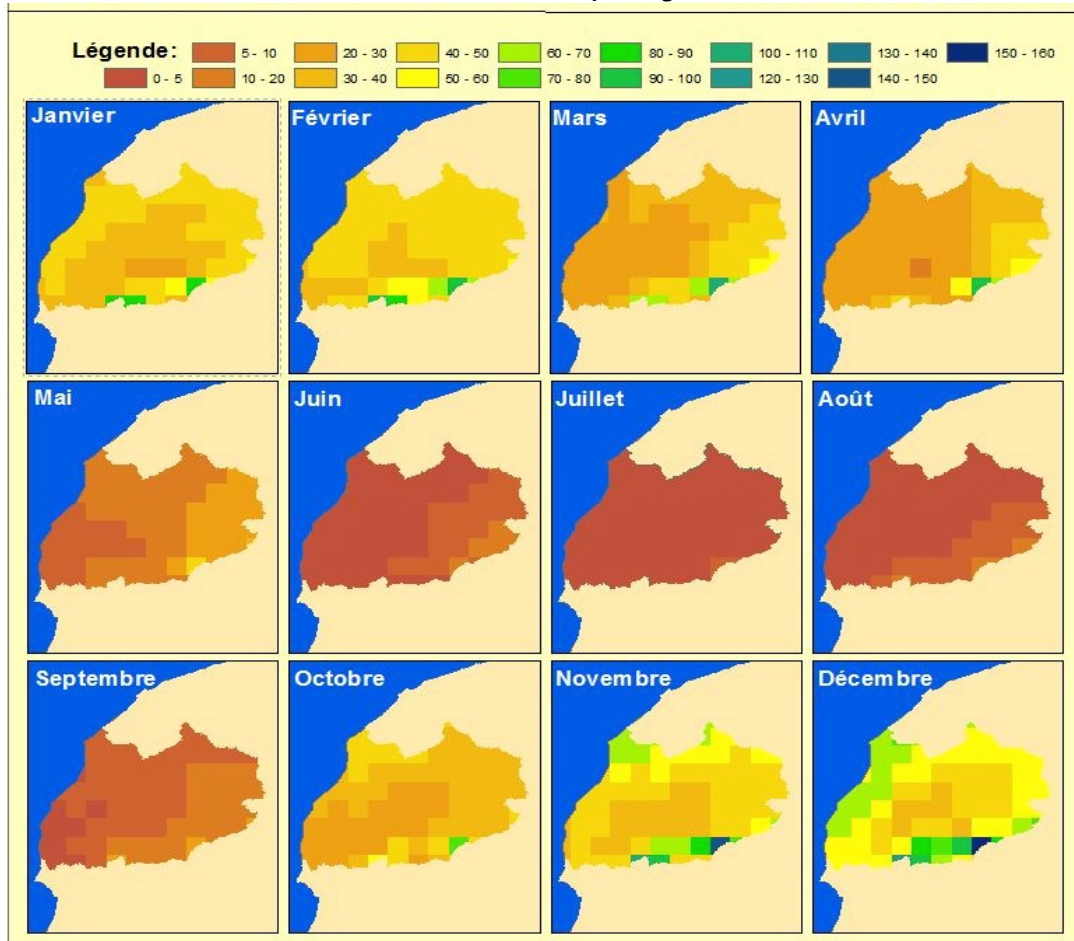 Légende: 5 - 10 20 - 30 40 - 50 60 - 70 80 - 90 100 - 110 130 - 140 150 - 160
0 - 5 10 - 20 30 - 40 50 - 60 70 - 80 90 - 100 120 - 130 140 - 150
Janvier Février Mars Avril
Mai Juin Juillet Août
Septembre Octobre Novembre Décembre